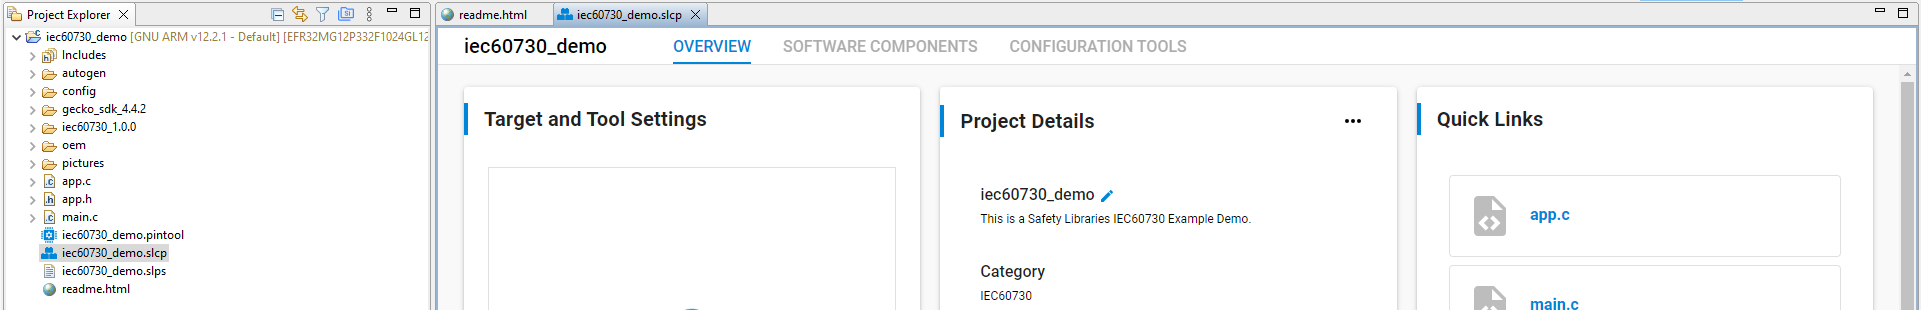 Project Explorer
iec60730_demo [GNU ARM v12.2.1 - Default] [EFR32MG12P332F1024GL12
Includes
autogen
config
gecko_sdk_4.4.2
iec60730_1.0.0
oem
pictures
app.c
app.h
main.c
iec60730_demo.pintool
iec60730_demo.slcp
iec60730_demo.slps
readme.html
readme.html
iec60730_demo.slcp
iec60730_demo
OVERVIEW
SOFTWARE COMPONENTS
CONFIGURATION TOOLS
Target and Tool Settings
Project Details
iec60730_demo
This is a Safety Libraries IEC60730 Example Demo.
Category
IEC60730
Quick Links
app.c
main.c